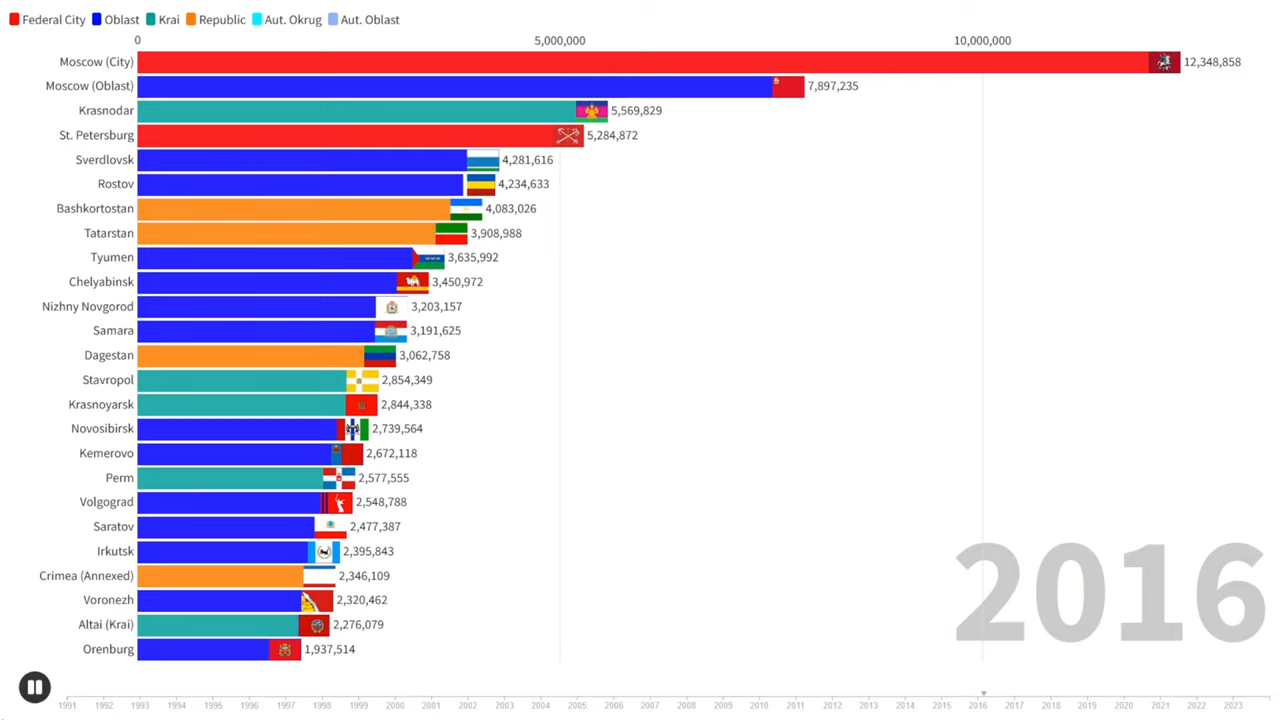 Federal City Oblast Krai Republic Aut. Okrug Aut. Oblast
0 5,000,000 10,000,000
Moscow (City) 12,348,858
Moscow (Oblast) 7,897,235
Krasnodar 5,569,829
St. Petersburg 5,284,872
Sverdlovsk 4,281,616
Rostov 4,234,633
Bashkortostan 4,083,026
Tatarstan 3,908,988
Tyumen 3,635,992
Chelyabinsk 3,450,972
Nizhny Novgorod 3,203,157
Samara 3,191,625
Dagestan 3,062,758
Stavropol 2,854,349
Krasnoyarsk 2,844,338
Novosibirsk 2,739,564
Kemerovo 2,672,118
Perm 2,577,555
Volgograd 2,548,788
Saratov 2,477,387
Irkutsk 2,395,843
Crimea (Annexed) 2,346,109
Voronezh 2,320,462
Altai (Krai) 2,276,079
Orenburg 1,937,514
2016
1991 1993 1994 1995 1996 1997 1998 1999 2000 2001 2002 2003 2004 2005 2006 2007 2008 2009 2010 2011 2012 2013 2014 2015 2016 2017 2018 2019 2020 2021 2022 2023